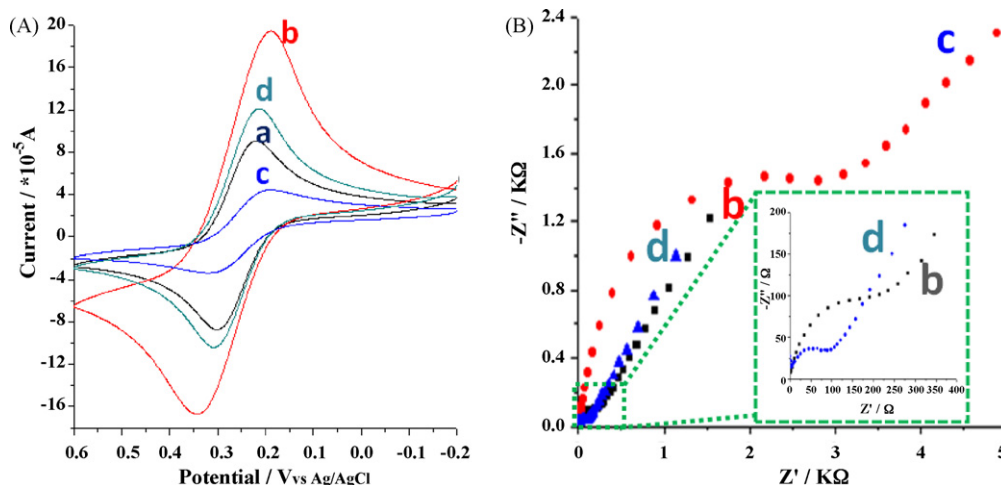 (A)
20
16
12
8
4
0
-4
-8
-12
-16
Current / *10⁻⁵ A
b
d
a
c
0.6 0.5 0.4 0.3 0.2 0.1 0.0 -0.1 -0.2
Potential / V vs Ag/AgCl
(B)
2.4
2.0
1.6
1.2
0.8
0.4
0.0
-Z'' / KΩ
c
b
d
0 1 2 3 4 5
Z' / KΩ
200
150
100
50
0
-Z'' / Ω
d
b
0 50 100 150 200 250 300 350 400
Z' / Ω